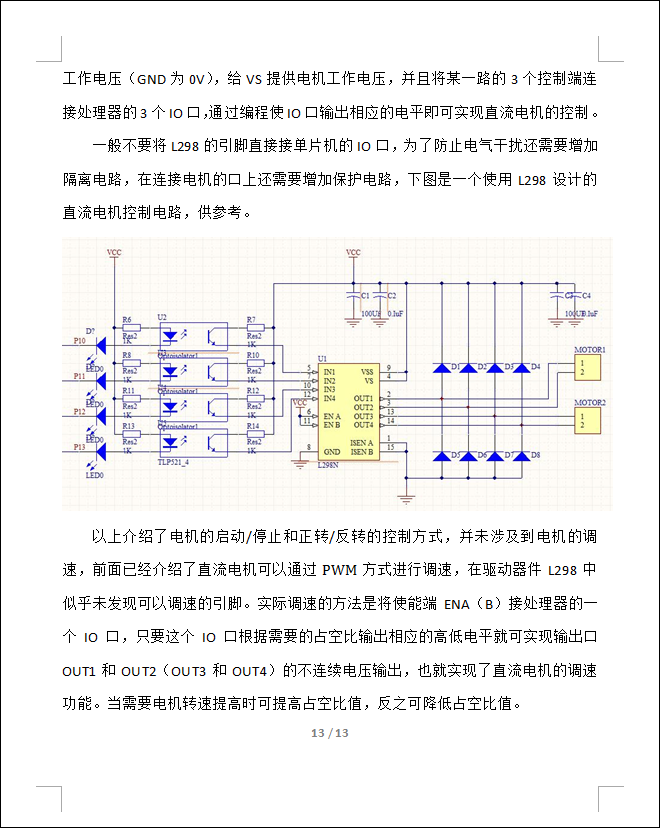 工作电压（GND 为 0V），给 VS 提供电机工作电压，并且将某一路的 3 个控制端连
接处理器的 3 个 IO 口，通过编程使 IO 口输出相应的电平即可实现直流电机的控制。
一般不要将 L298 的引脚直接接单片机的 IO 口，为了防止电气干扰还需要增加
隔离电路，在连接电机的口上还需要增加保护电路，下图是一个使用 L298 设计的
直流电机控制电路，供参考。
VCC VCC
C1 C2 C4
100UF 0.1uF 100UF 0.1uF
R6 U2 R7
D? Res2 Res2
P10 1K Optoisolator1 1K
LED0 R8 R10
Res2 Res2
P11 1K Optoisolator1 1K
LED0 R11 R12
Res2 Res2
P12 1K Optoisolator1 1K
LED0 R13 R14
Res2 Res2
P13 1K 1K
LED0 TLP521_4
U1
5 IN1 VSS 9
7 IN2 VS 4
10 IN3
12 IN4 OUT1 2
VCC OUT2 3
6 EN A OUT3 13
11 EN B OUT4 14
ISEN A 1
8 GND ISEN B 15
L298N
D1 D2 D3 D4
D5 D6 D7 D8
MOTOR1
1
2
MOTOR2
1
2
以上介绍了电机的启动/停止和正转/反转的控制方式，并未涉及到电机的调
速，前面已经介绍了直流电机可以通过 PWM 方式进行调速，在驱动器件 L298 中
似乎未发现可以调速的引脚。实际调速的方法是将使能端 ENA（B）接处理器的一
个 IO 口，只要这个 IO 口根据需要的占空比输出相应的高低电平就可实现输出口
OUT1 和 OUT2（OUT3 和 OUT4）的不连续电压输出，也就实现了直流电机的调速
功能。当需要电机转速提高时可提高占空比值，反之可降低占空比值。
13 / 13